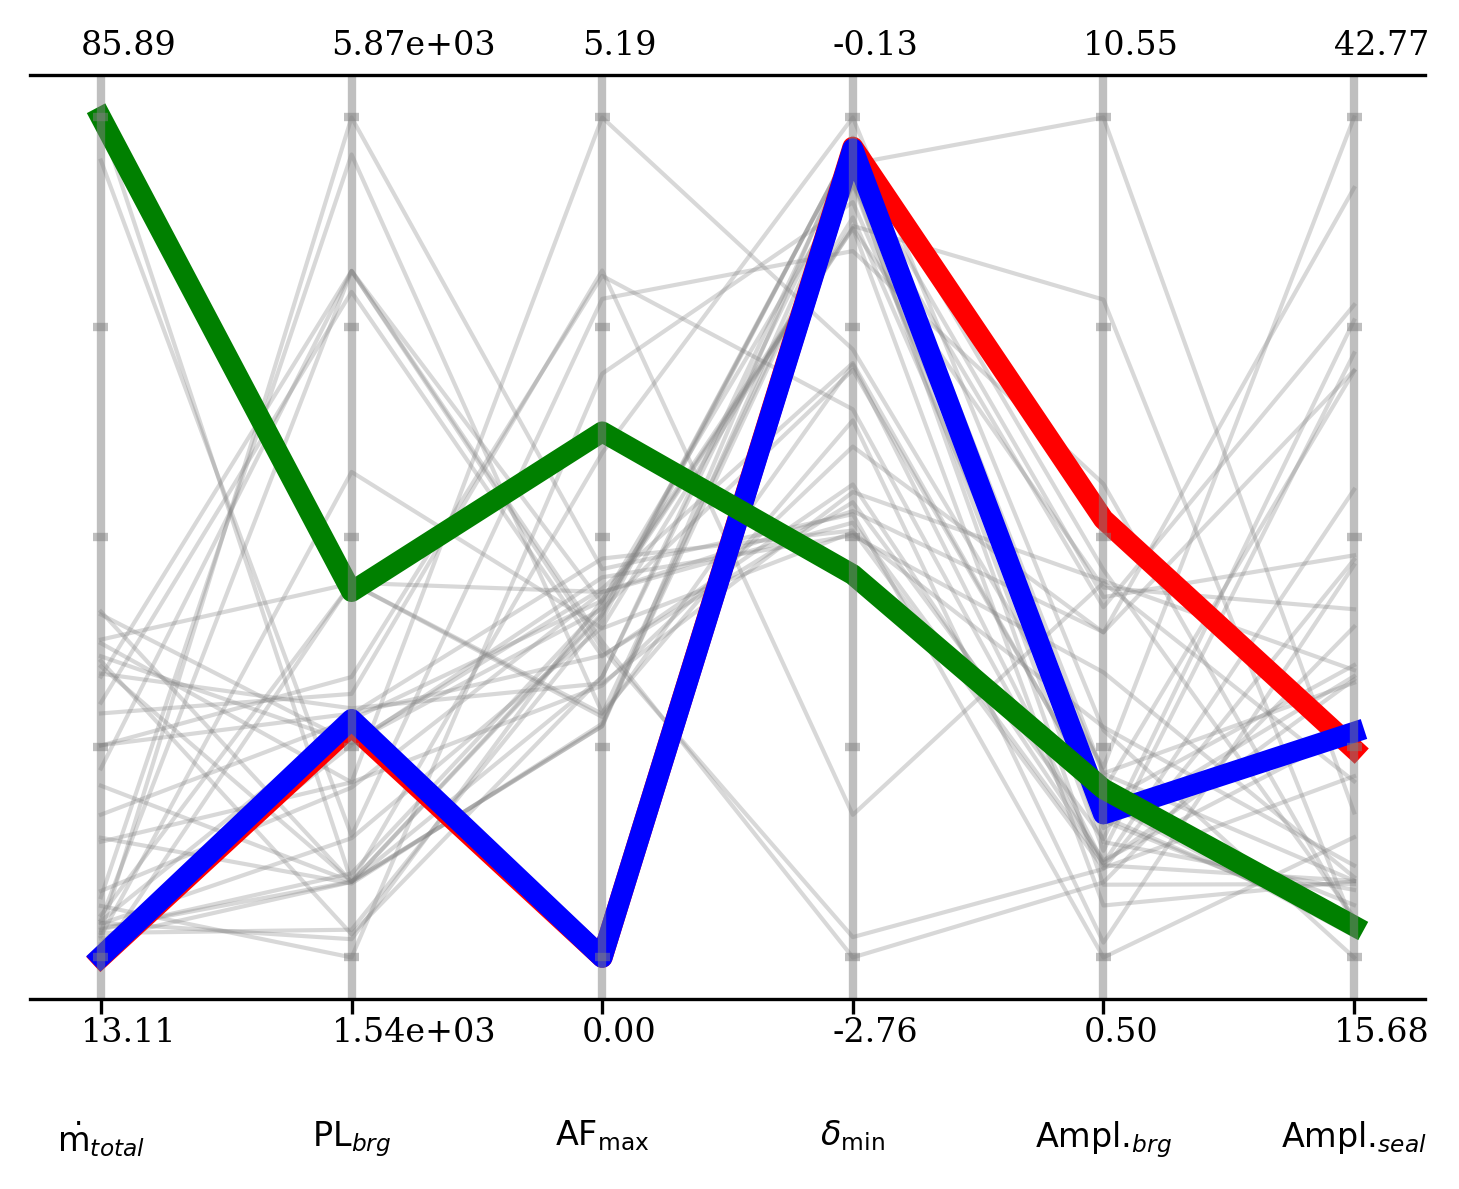 85.89 5.87e+03 5.19 -0.13 10.55 42.77
13.11 1.54e+03 0.00 -2.76 0.50 15.68
ṁtotal PLbrg AFmax δmin Ampl.brg Ampl.seal